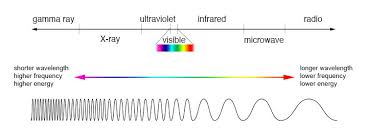 gamma ray ultraviolet infrared radio
X-ray visible microwave
shorter wavelength longer wavelength
higher frequency lower frequency
higher energy lower energy